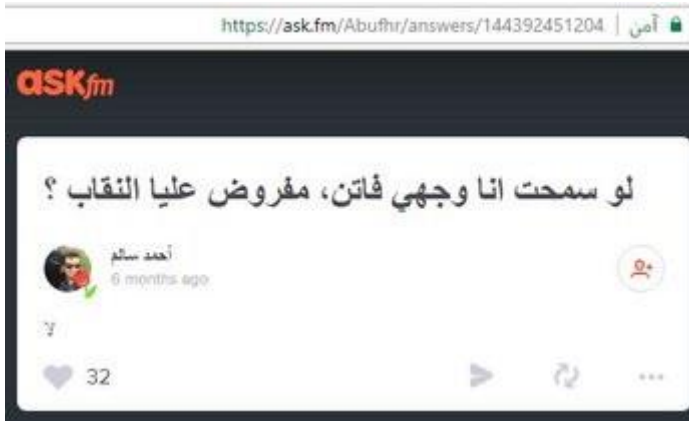 https://ask.fm/Abufhr/answers/144392451204 | آمن
ASKfm
لو سمحت انا وجهي فاتن، مفروض عليا النقاب ؟
أحمد سالم
6 months ago
لا
32